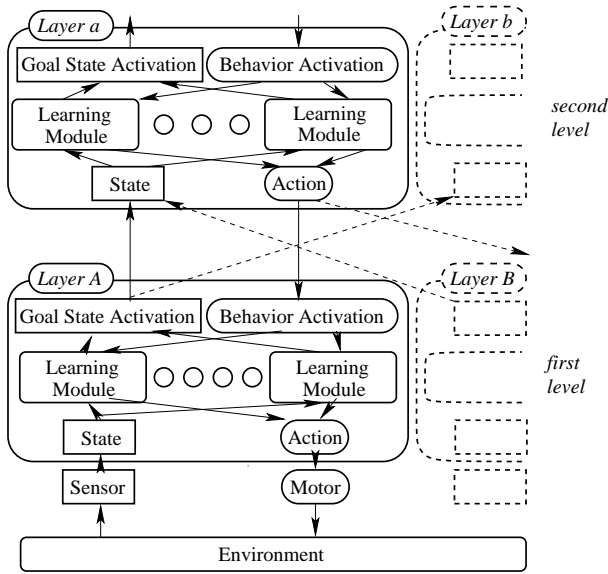 Layer a
Layer b
Goal State Activation
Behavior Activation
Learning
Module
Learning
Module
second
level
State
Action
Layer A
Layer B
Goal State Activation
Behavior Activation
Learning
Module
Learning
Module
first
level
State
Action
Sensor
Motor
Environment